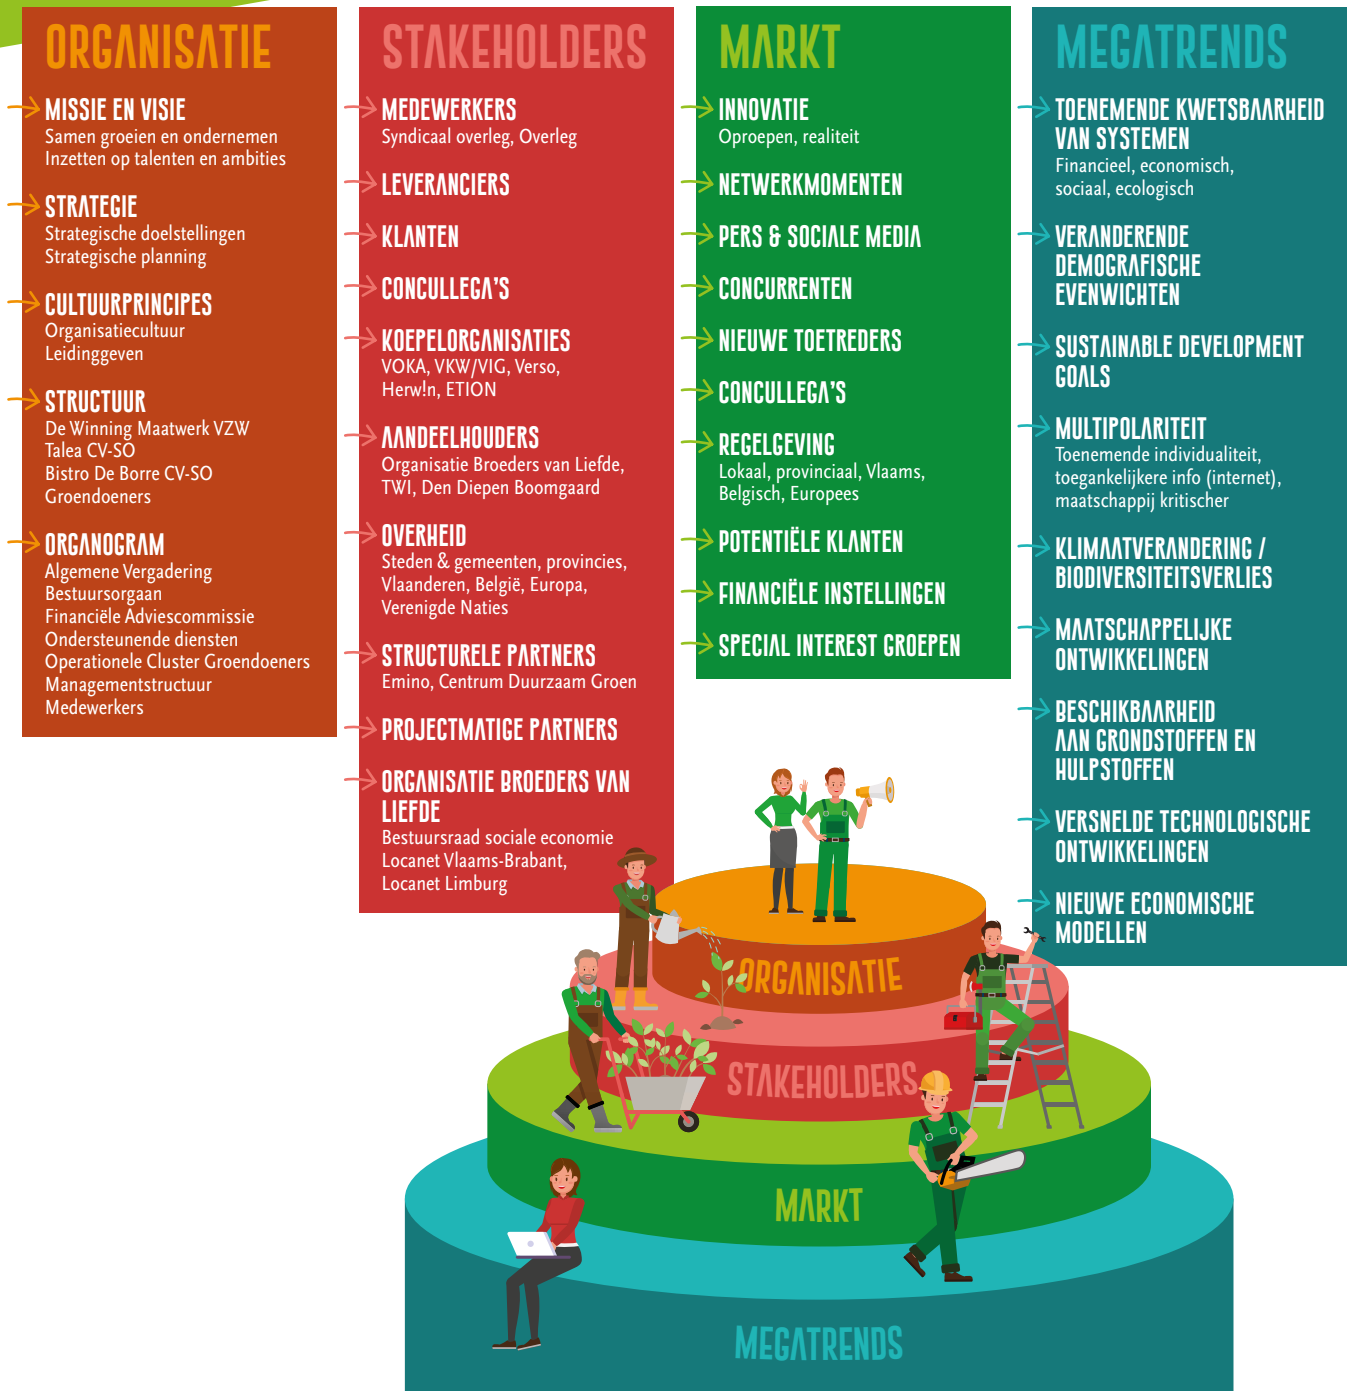 ORGANISATIE
MISSIE EN VISIE
Samen groeien en ondernemen
Inzetten op talenten en ambities
STRATEGIE
Strategische doelstellingen
Strategische planning
CULTUURPRINCIPES
Organisatiecultuur
Leidinggeven
STRUCTUUR
De Winning Maatwerk VZW
Talea CV-SO
Bistro De Borre CV-SO
Groendoeners
ORGANOGRAM
Algemene Vergadering
Bestuursorgaan
Financiële Adviescommissie
Ondersteunende diensten
Operationele Cluster Groendoeners
Managementstructuur
Medewerkers
STAKEHOLDERS
MEDEWERKERS
Syndicaal overleg, Overleg
LEVERANCIERS
KLANTEN
CONCULLEGA'S
KOEPELORGANISATIES
VOKA, VKW/VIG, Verso,
Herw!n, ETION
AANDEELHOUDERS
Organisatie Broeders van Liefde,
TWI, Den Diepen Boomgaard
OVERHEID
Steden & gemeenten, provincies,
Vlaanderen, België, Europa,
Verenigde Naties
STRUCTURELE PARTNERS
Emino, Centrum Duurzaam Groen
PROJECTMATIGE PARTNERS
ORGANISATIE BROEDERS VAN
LIEFDE
Bestuursraad sociale economie
Locanet Vlaams-Brabant,
Locanet Limburg
MARKT
INNOVATIE
Oproepen, realiteit
NETWERKMOMENTEN
PERS & SOCIALE MEDIA
CONCURRENTEN
NIEUWE TOETREDERS
CONCULLEGA'S
REGELGEVING
Lokaal, provinciaal, Vlaams,
Belgisch, Europees
POTENTIËLE KLANTEN
FINANCIËLE INSTELLINGEN
SPECIAL INTEREST GROEPEN
MEGATRENDS
TOENEMENDE KWETSBAARHEID
VAN SYSTEMEN
Financieel, economisch,
sociaal, ecologisch
VERANDERENDE
DEMOGRAFISCHE
EVENWICHTEN
SUSTAINABLE DEVELOPMENT
GOALS
MULTIPOLARITEIT
Toenemende individualiteit,
toegankelijkere info (internet),
maatschappij kritischer
KLIMAATVERANDERING /
BIODIVERSITEITSVERLIES
MAATSCHAPPELIJKE
ONTWIKKELINGEN
BESCHIKBAARHEID
AAN GRONDSTOFFEN EN
HULPSTOFFEN
VERSNELDE TECHNOLOGISCHE
ONTWIKKELINGEN
NIEUWE ECONOMISCHE
MODELLEN
ORGANISATIE
STAKEHOLDERS
MARKT
MEGATRENDS